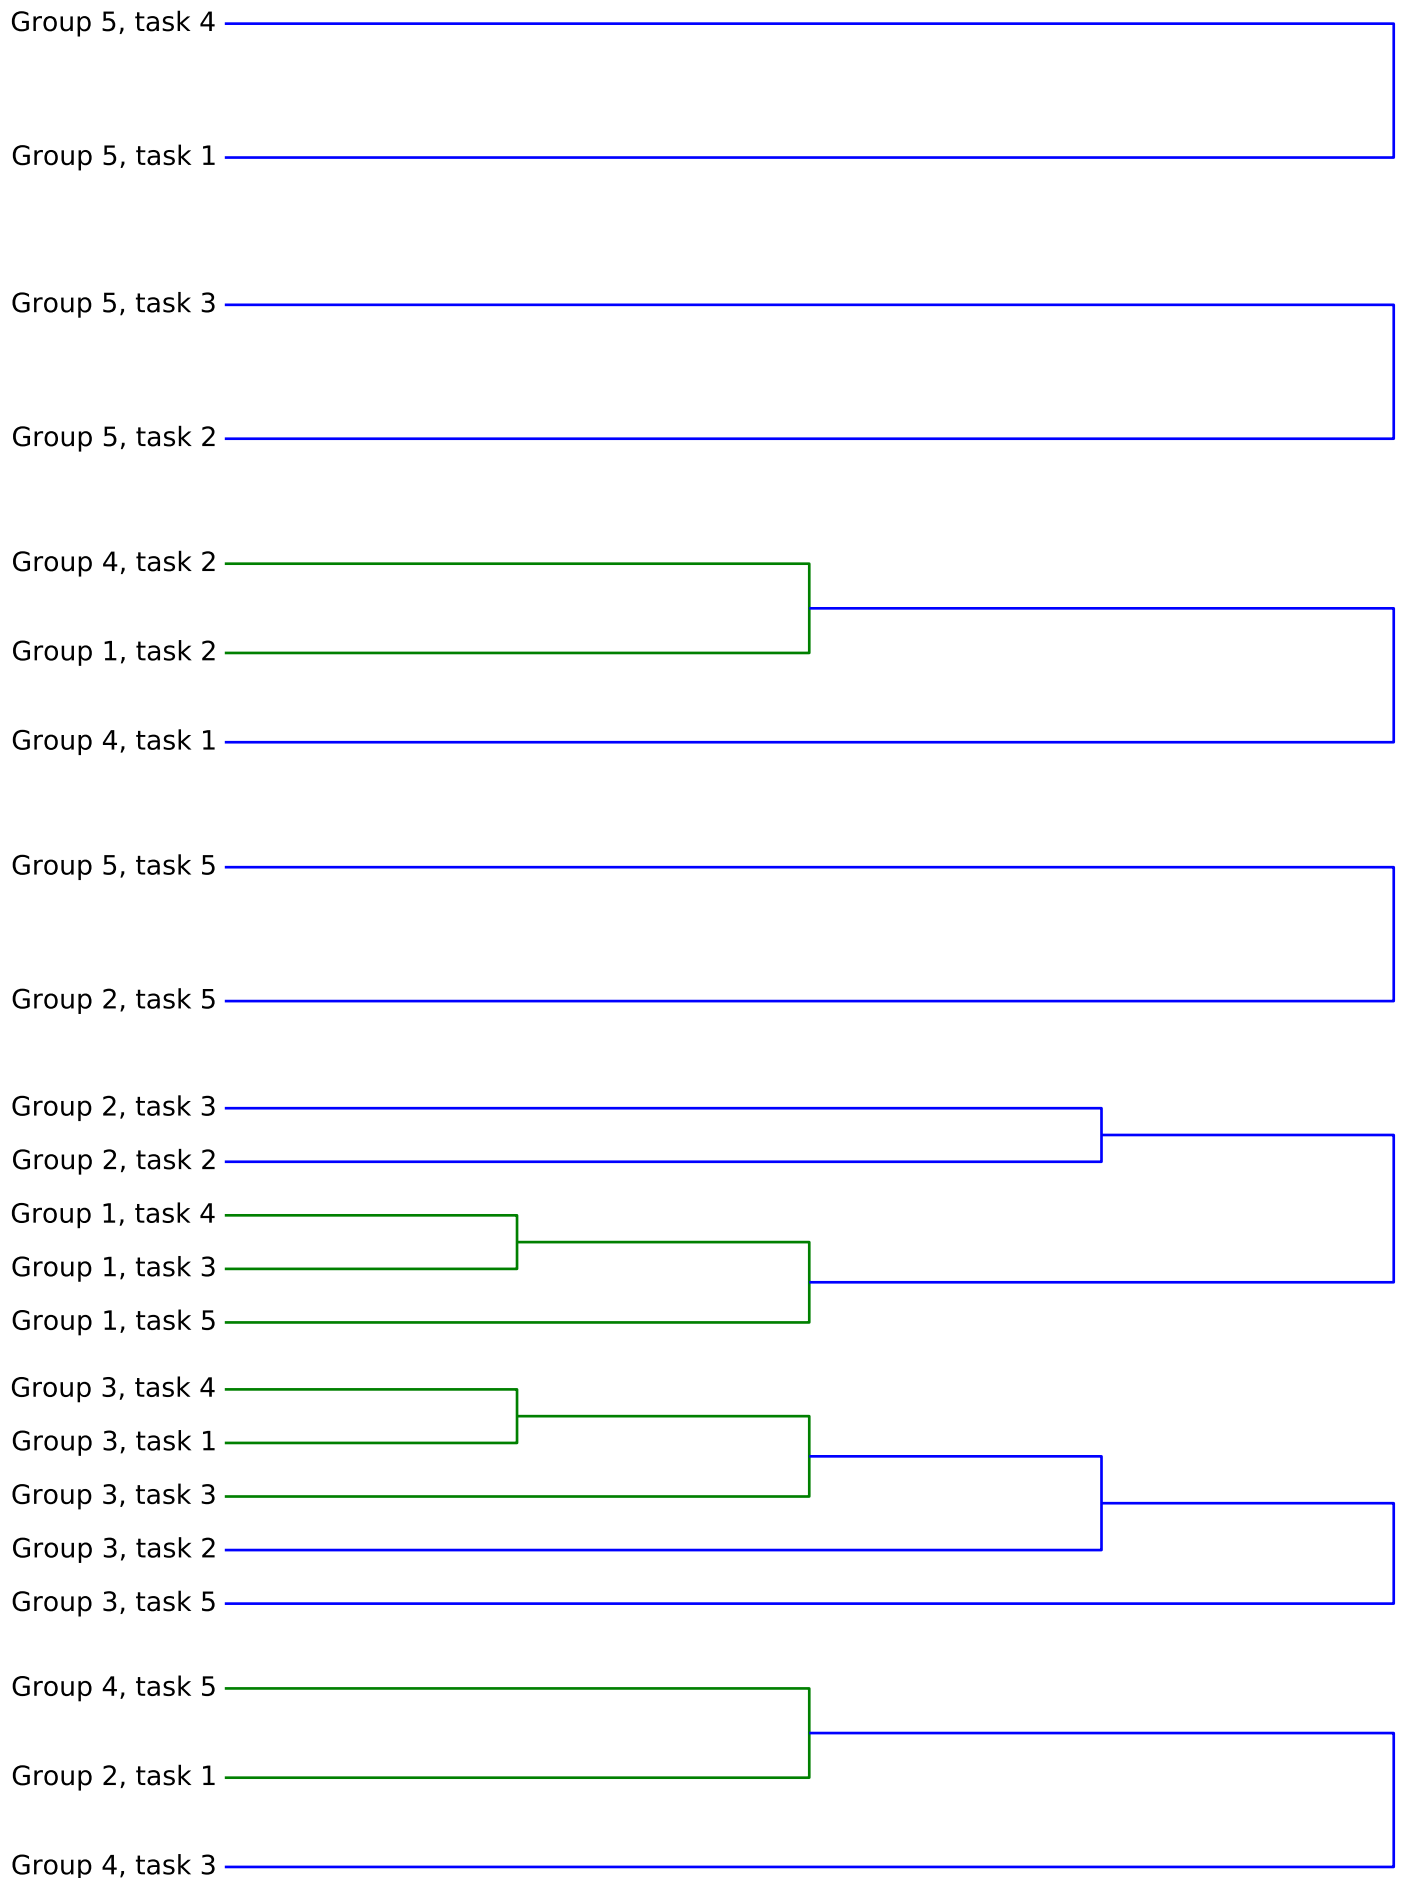 Group 5, task 4
Group 5, task 1
Group 5, task 3
Group 5, task 2
Group 4, task 2
Group 1, task 2
Group 4, task 1
Group 5, task 5
Group 2, task 5
Group 2, task 3
Group 2, task 2
Group 1, task 4
Group 1, task 3
Group 1, task 5
Group 3, task 4
Group 3, task 1
Group 3, task 3
Group 3, task 2
Group 3, task 5
Group 4, task 5
Group 2, task 1
Group 4, task 3